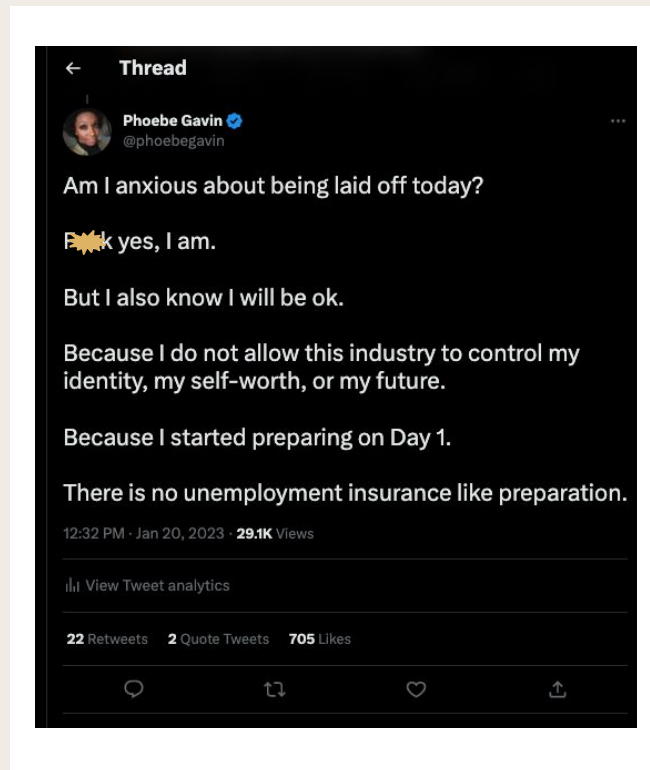 Thread
Phoebe Gavin
@phoebegavin
Am I anxious about being laid off today?
yes, I am.
But I also know I will be ok.
Because I do not allow this industry to control my
identity, my self-worth, or my future.
Because I started preparing on Day 1.
There is no unemployment insurance like preparation.
12:32 PM · Jan 20, 2023 · 29.1K Views
View Tweet analytics
22 Retweets 2 Quote Tweets 705 Likes